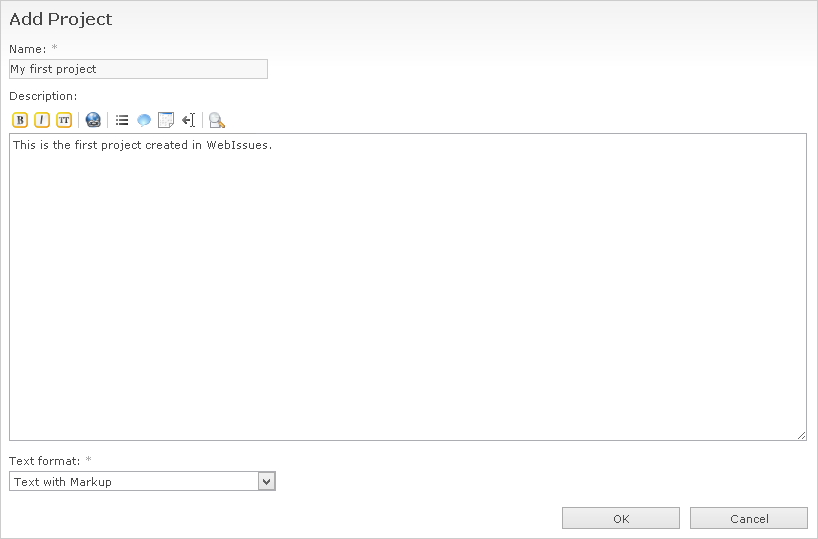 Add Project
Name: *
My first project
Description:
B I TT
This is the first project created in WebIssues.
Text format: *
Text with Markup
OK Cancel